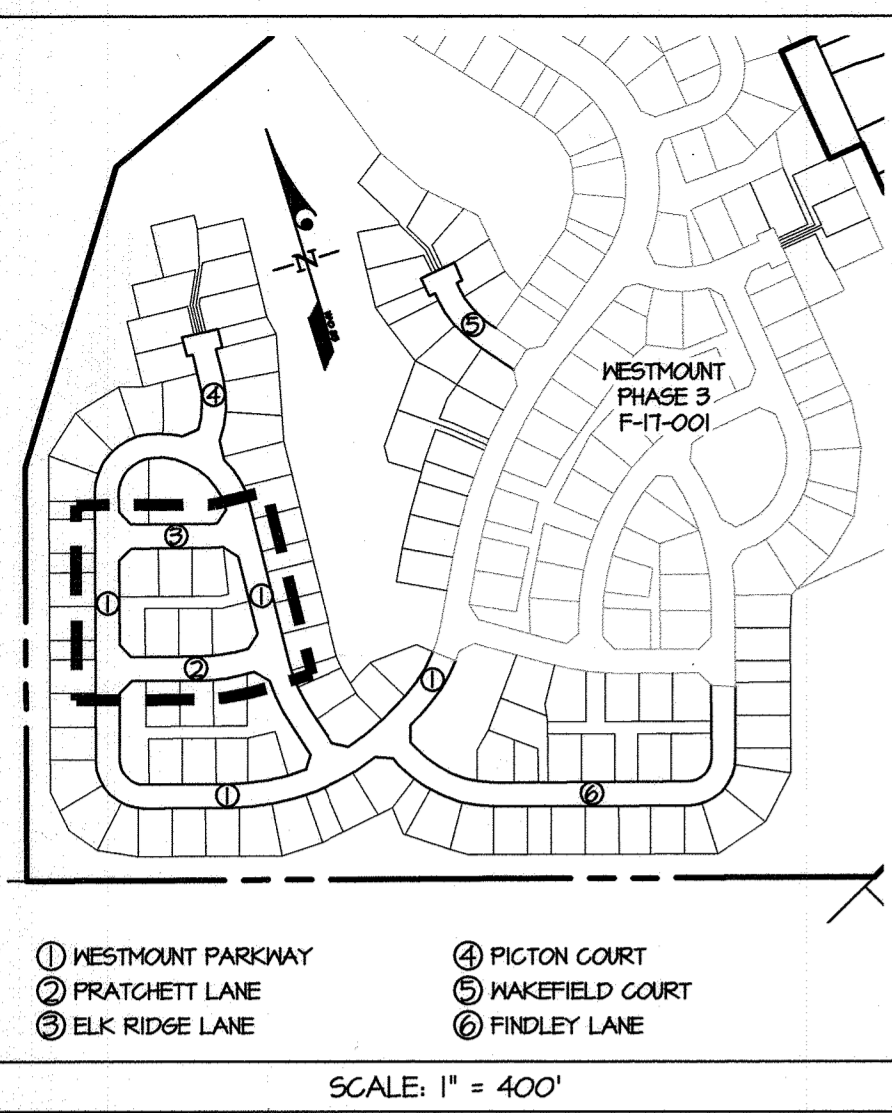 N
WESTMOUNT
PHASE 3
F-17-001
④
⑤
③
①
①
②
①
①
⑥
① WESTMOUNT PARKWAY
② PRATCHETT LANE
③ ELK RIDGE LANE
④ PICTON COURT
⑤ WAKEFIELD COURT
⑥ FINDLEY LANE
SCALE: 1" = 400'